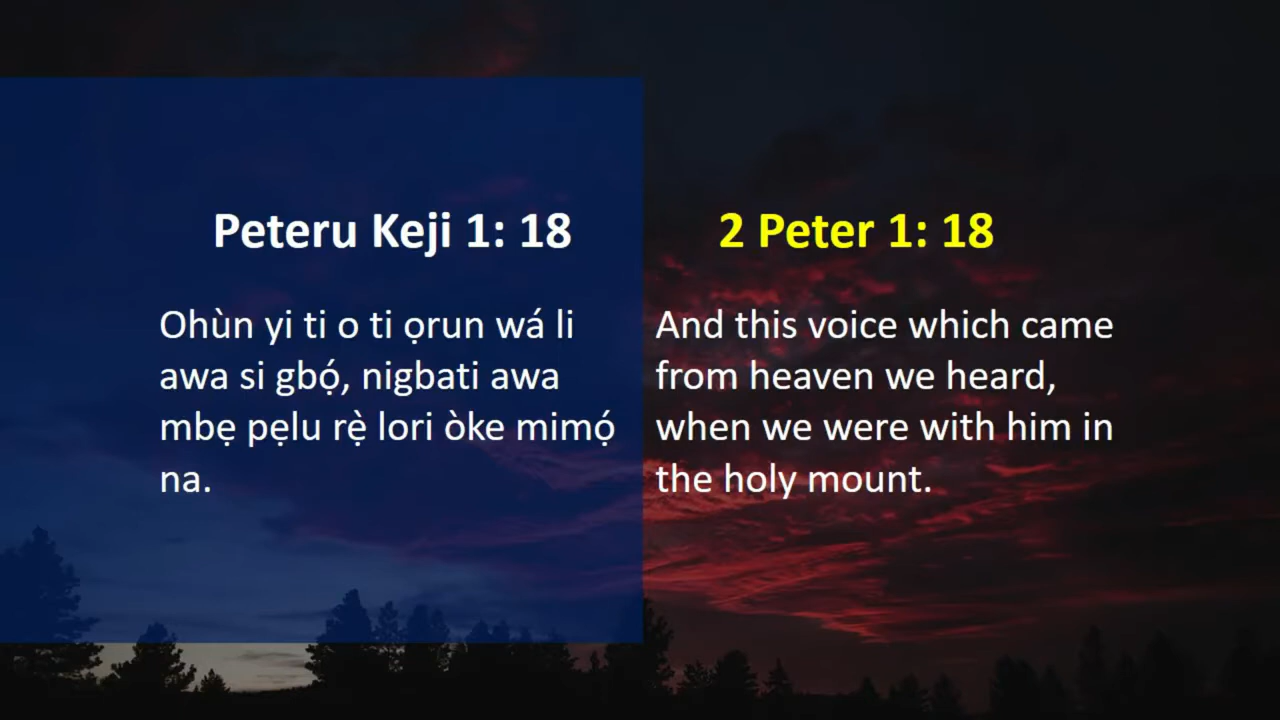 Peteru Keji 1: 18
Ohùn yi ti o ti ọrun wá li
awa si gbọ́, nigbati awa
mbẹ pẹlu rẹ̀ lori òke mimọ́
na.
2 Peter 1: 18
And this voice which came
from heaven we heard,
when we were with him in
the holy mount.